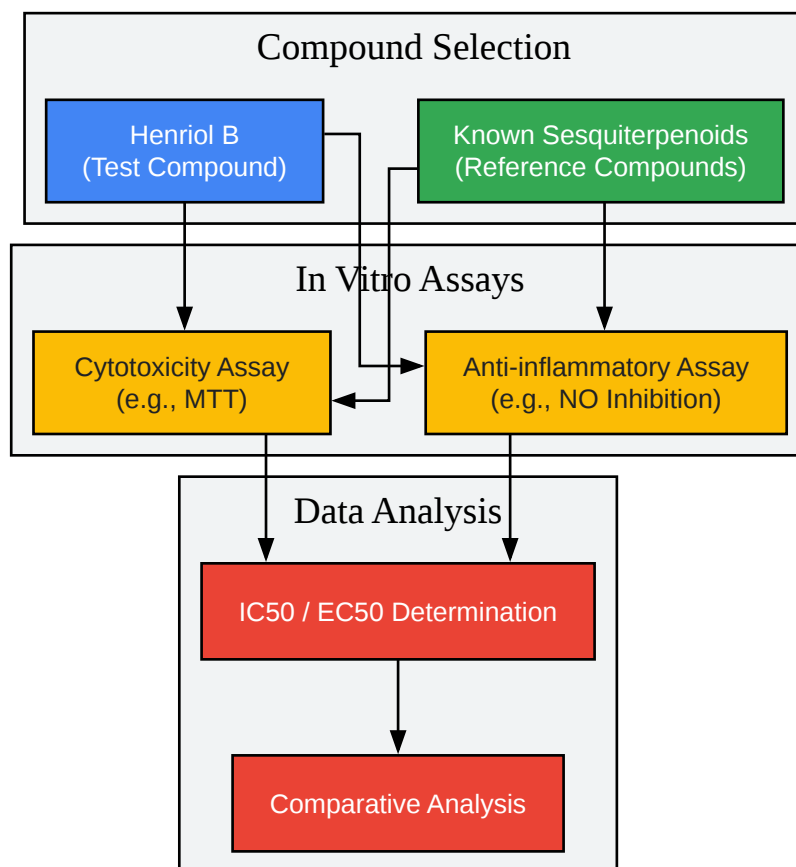 Compound Selection
Henriol B
(Test Compound)
Known Sesquiterpenoids
(Reference Compounds)
In Vitro Assays
Cytotoxicity Assay
(e.g., MTT)
Anti-inflammatory Assay
(e.g., NO Inhibition)
Data Analysis
IC50 / EC50 Determination
Comparative Analysis